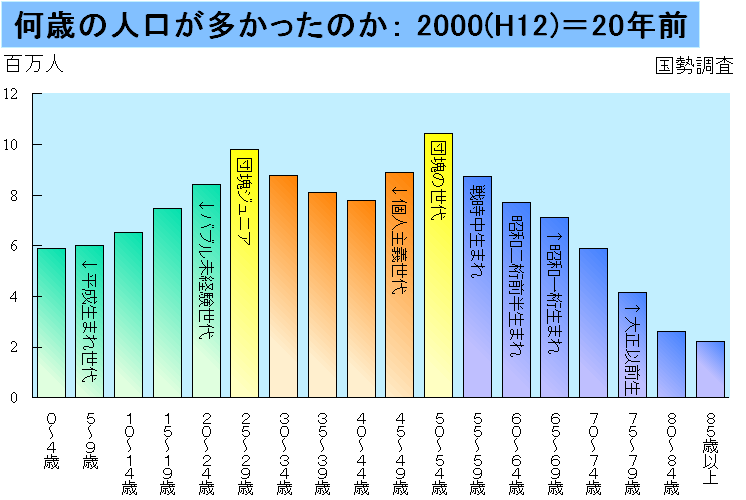 何歳の人口が多かったのか： 2000(H12)＝20年前
百万人
国勢調査
12
10
8
6
4
2
0
↓平成生まれ世代
↓バブル未経験世代
団塊ジュニア
↓個人主義世代
団塊の世代
戦時中生まれ
昭和二桁前半生まれ
↑昭和一桁生まれ
↑大正以前生
0～4歳
5～9歳
10～14歳
15～19歳
20～24歳
25～29歳
30～34歳
35～39歳
40～44歳
45～49歳
50～54歳
55～59歳
60～64歳
65～69歳
70～74歳
75～79歳
80～84歳
85歳以上